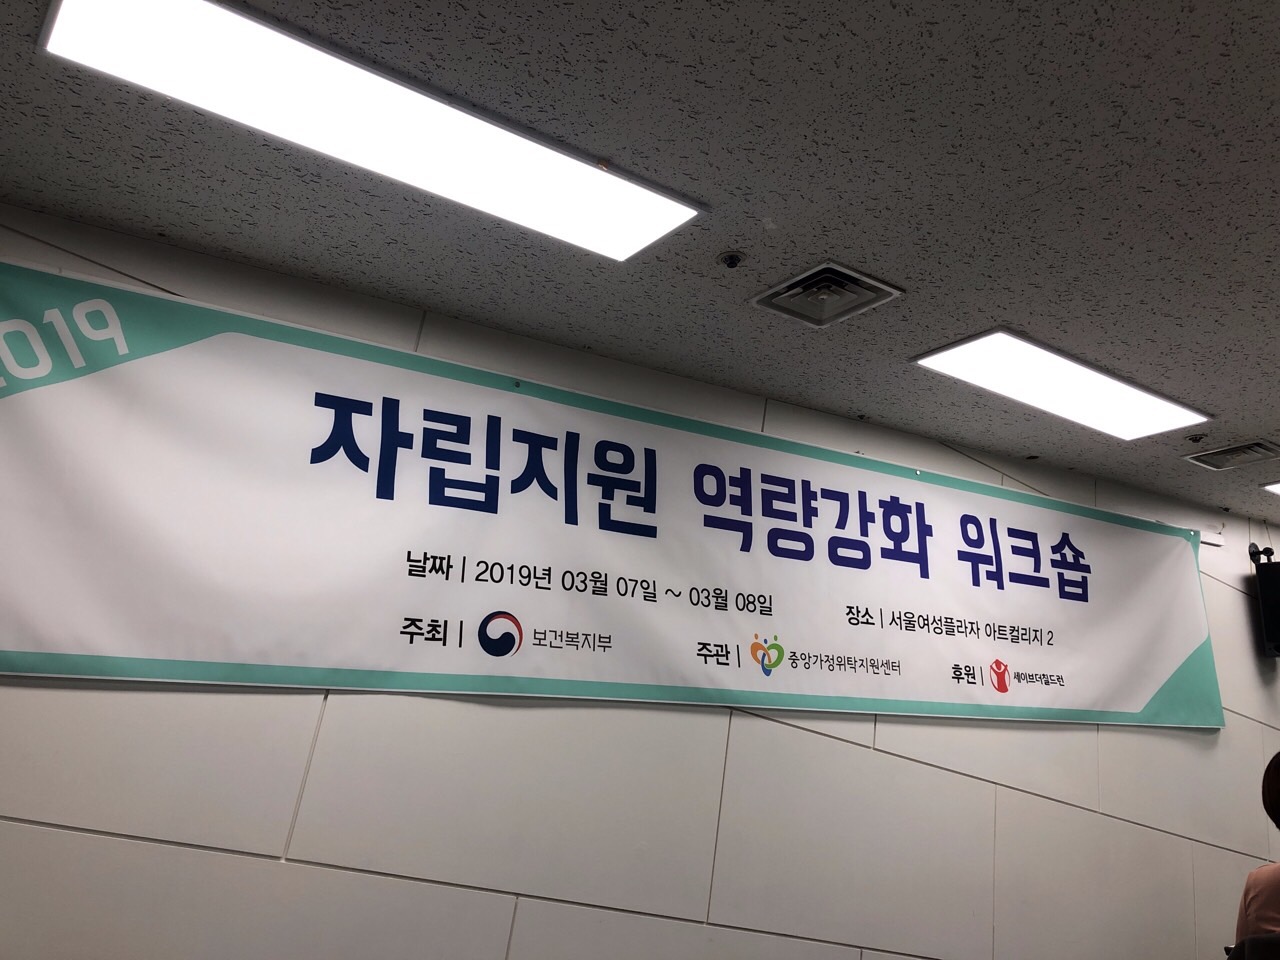 2019
자립지원 역량강화 워크숍
날짜 | 2019년 03월 07일 ~ 03월 08일
장소 | 서울여성플라자 아트컬리지 2
주최 | 보건복지부
주관 | 중앙가정위탁지원센터
후원 | 세이브더칠드런